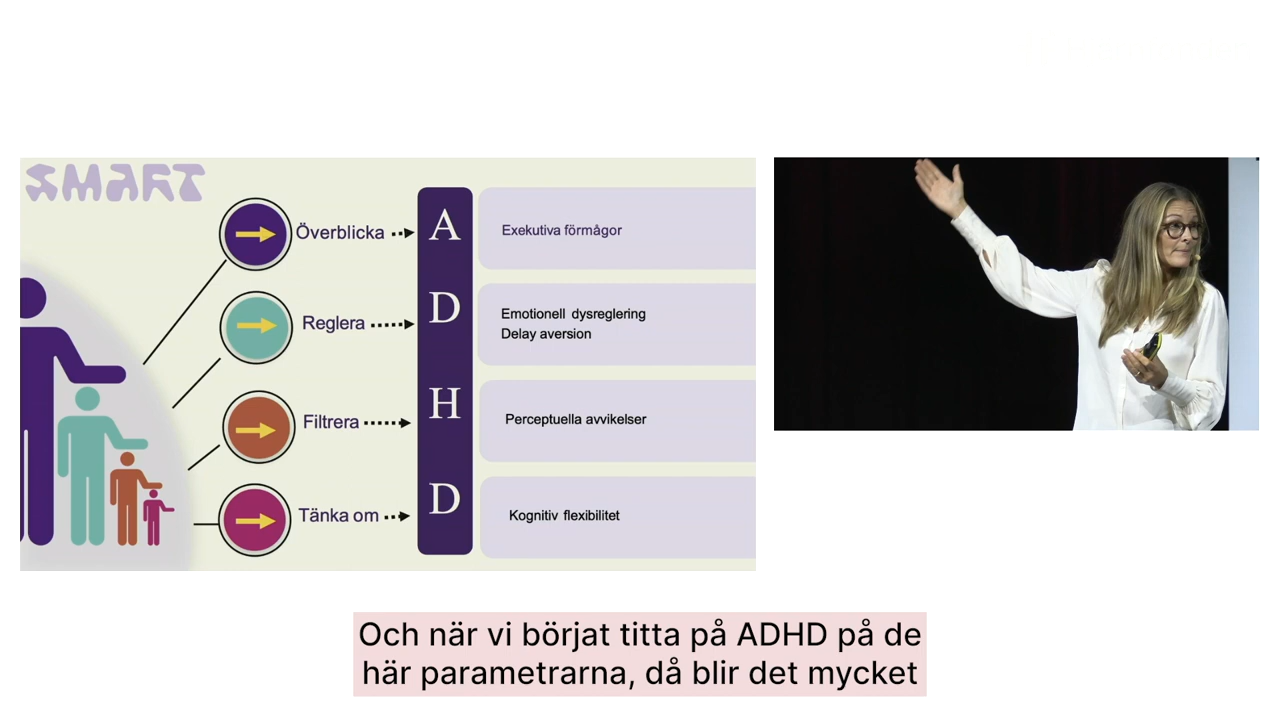 SMART
Överblicka
Reglera
Filtrera
Tänka om
A
D
H
D
Exekutiva förmågor
Emotionell dysreglering
Delay aversion
Perceptuella avvikelser
Kognitiv flexibilitet
Och när vi börjat titta på ADHD på de
här parametrarna, då blir det mycket